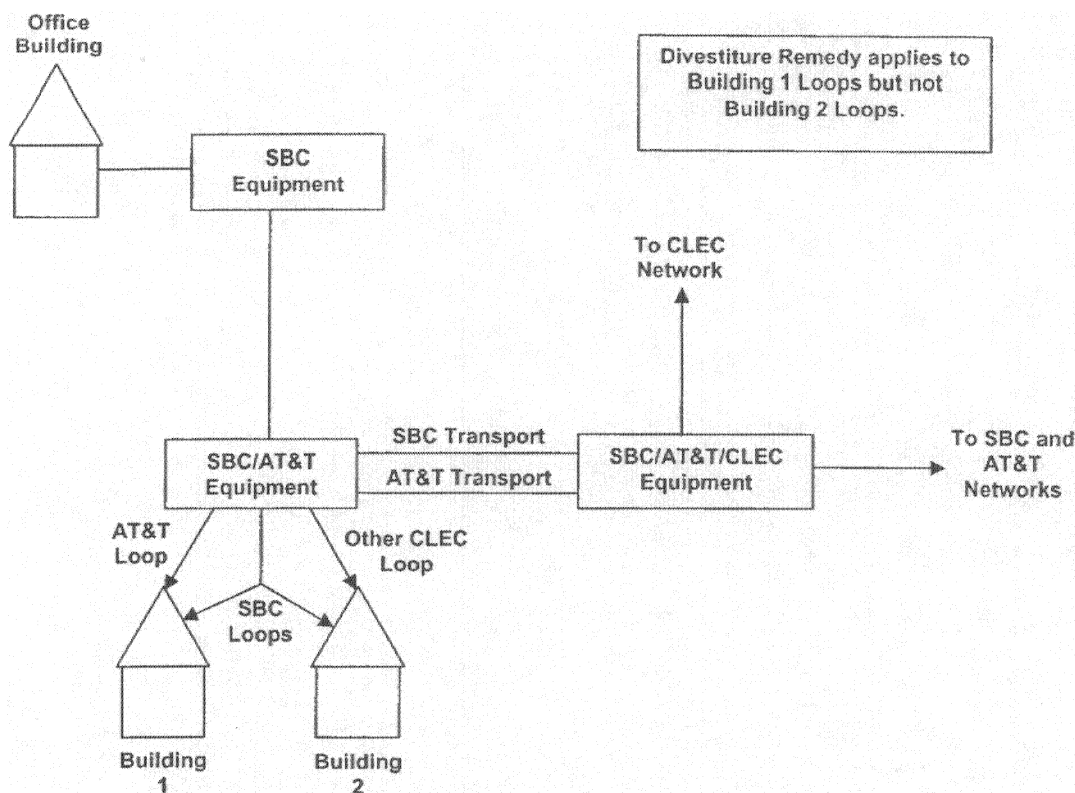 Office
Building
Divestiture Remedy applies to
Building 1 Loops but not
Building 2 Loops.
SBC
Equipment
To CLEC
Network
SBC Transport
AT&T Transport
SBC/AT&T
Equipment
SBC/AT&T/CLEC
Equipment
To SBC and
AT&T
Networks
AT&T
Loop
Other CLEC
Loop
SBC
Loops
Building
1
Building
2